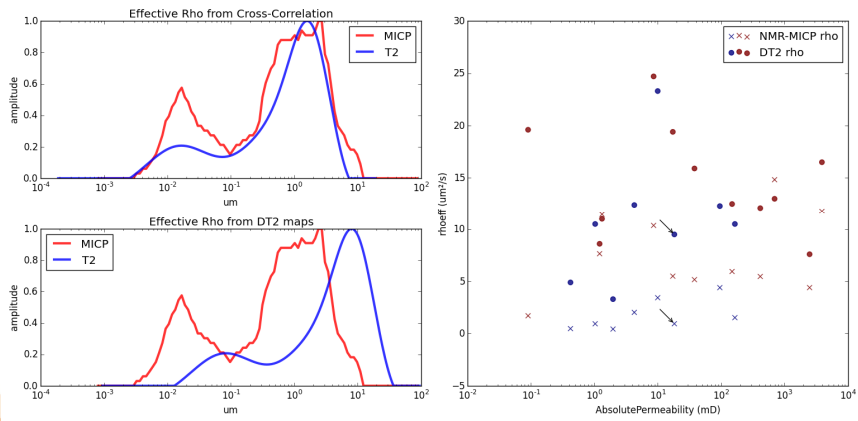 Effective Rho from Cross-Correlation
amplitude
1.0
0.8
0.6
0.4
0.2
0.0
MICP
T2
10^-4
10^-3
10^-2
10^-1
10^0
10^1
10^2
um
Effective Rho from DT2 maps
amplitude
1.0
0.8
0.6
0.4
0.2
0.0
MICP
T2
10^-4
10^-3
10^-2
10^-1
10^0
10^1
10^2
um
rhoeff (um²/s)
30
25
20
15
10
5
0
−5
NMR-MICP rho
DT2 rho
10^-2
10^-1
10^0
10^1
10^2
10^3
10^4
AbsolutePermeability (mD)